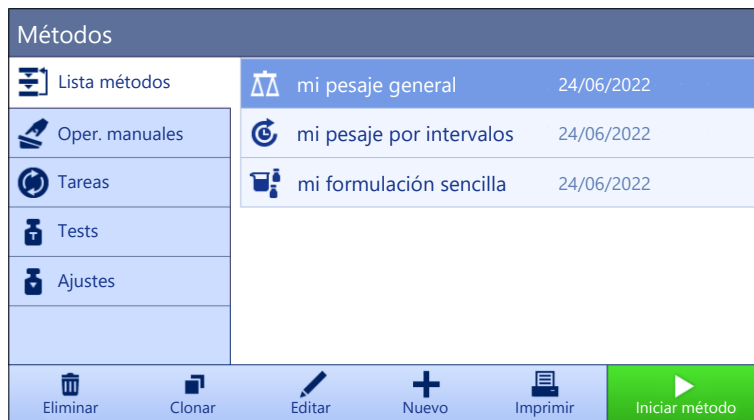 Métodos
Lista métodos
Oper. manuales
Tareas
Tests
Ajustes
mi pesaje general 24/06/2022
mi pesaje por intervalos 24/06/2022
mi formulación sencilla 24/06/2022
Eliminar Clonar Editar Nuevo Imprimir Iniciar método